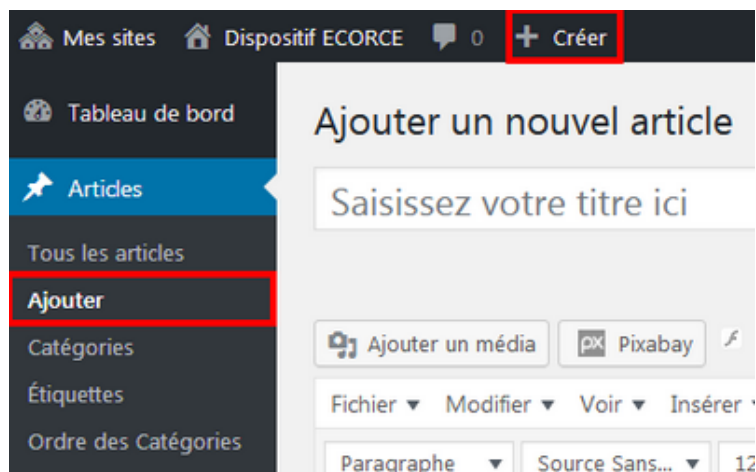 Mes sites Dispositif ECORCE 0 + Créer
Tableau de bord
Articles
Tous les articles
Ajouter
Catégories
Étiquettes
Ordre des Catégories
Ajouter un nouvel article
Saisissez votre titre ici
Ajouter un média px Pixabay f
Fichier Modifier Voir Insérer
Paragraphe Source Sans... 12